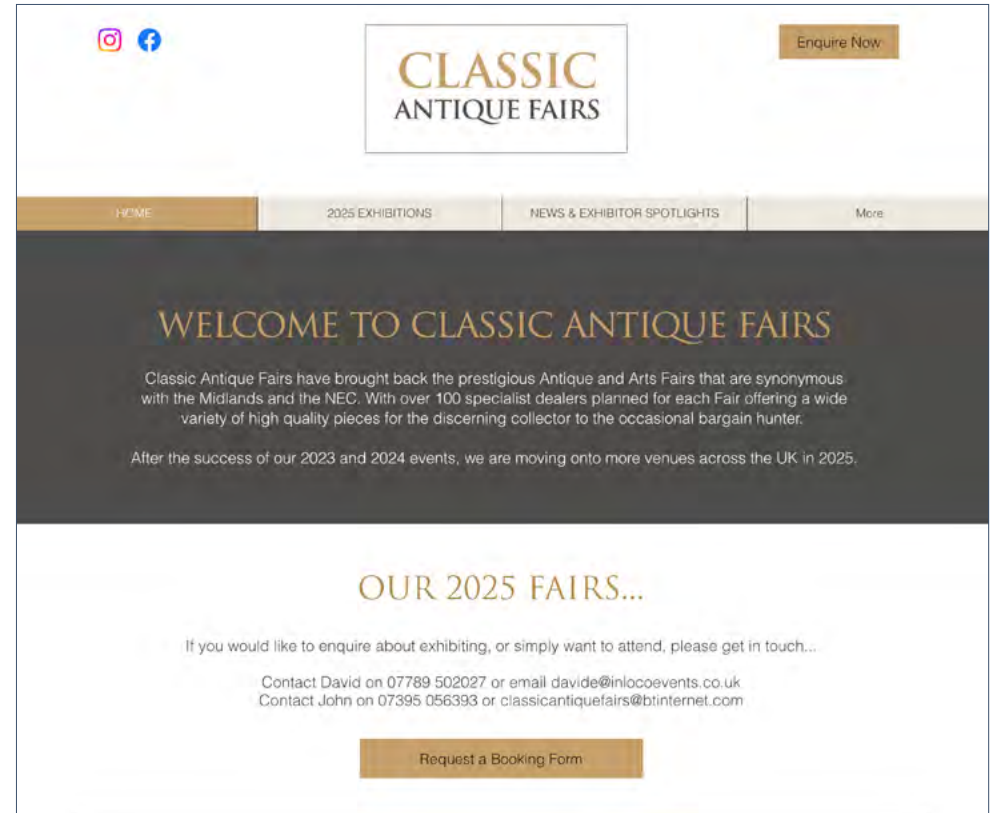 Enquire Now
CLASSIC
ANTIQUE FAIRS
HOME
2025 EXHIBITIONS
NEWS & EXHIBITOR SPOTLIGHTS
More
WELCOME TO CLASSIC ANTIQUE FAIRS
Classic Antique Fairs have brought back the prestigious Antique and Arts Fairs that are synonymous
with the Midlands and the NEC. With over 100 specialist dealers planned for each Fair offering a wide
variety of high quality pieces for the discerning collector to the occasional bargain hunter.
After the success of our 2023 and 2024 events, we are moving onto more venues across the UK in 2025.
OUR 2025 FAIRS...
If you would like to enquire about exhibiting, or simply want to attend, please get in touch...
Contact David on 07789 502027 or email davide@inlocoevents.co.uk
Contact John on 07395 056393 or classicantiquefairs@btinternet.com
Request a Booking Form